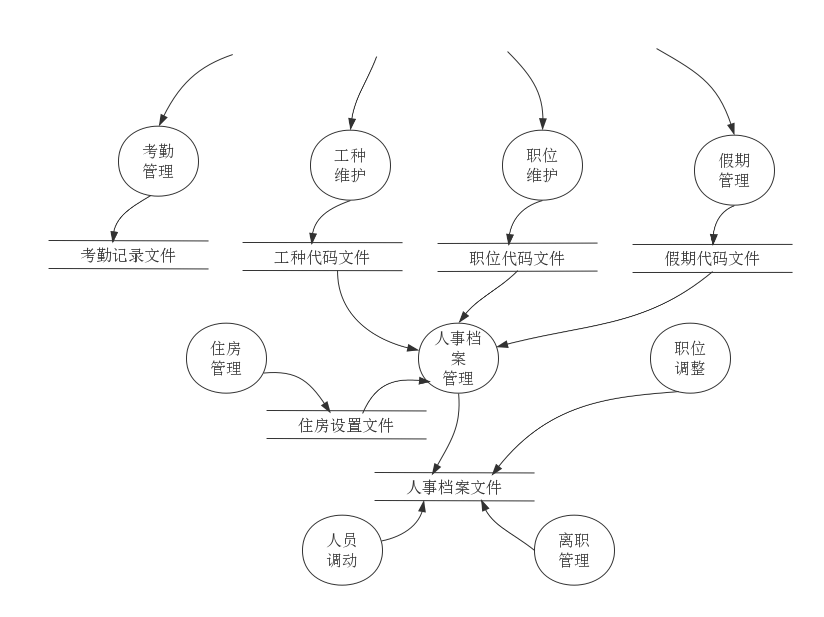 考勤
管理
工种
维护
职位
维护
假期
管理
考勤记录文件
工种代码文件
职位代码文件
假期代码文件
住房
管理
人事档
案
管理
职位
调整
住房设置文件
人事档案文件
人员
调动
离职
管理